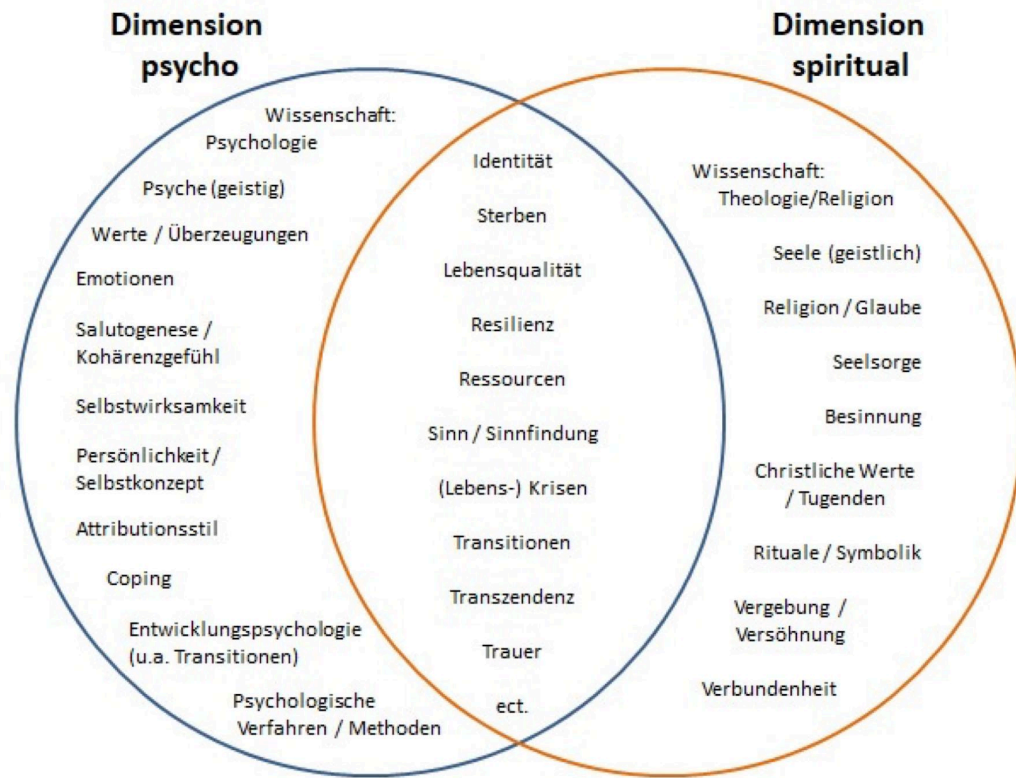 Dimension
psycho
Wissenschaft:
Psychologie
Psyche (geistig)
Werte / Überzeugungen
Emotionen
Salutogenese /
Kohärenzgefühl
Selbstwirksamkeit
Persönlichkeit /
Selbstkonzept
Attributionsstil
Coping
Entwicklungspsychologie
(u.a. Transitionen)
Psychologische
Verfahren / Methoden
Identität
Sterben
Lebensqualität
Resilienz
Ressourcen
Sinn / Sinnfindung
(Lebens-) Krisen
Transitionen
Transzendenz
Trauer
ect.
Dimension
spiritual
Wissenschaft:
Theologie/Religion
Seele (geistlich)
Religion / Glaube
Seelsorge
Besinnung
Christliche Werte
/ Tugenden
Rituale / Symbolik
Vergebung /
Versöhnung
Verbundenheit